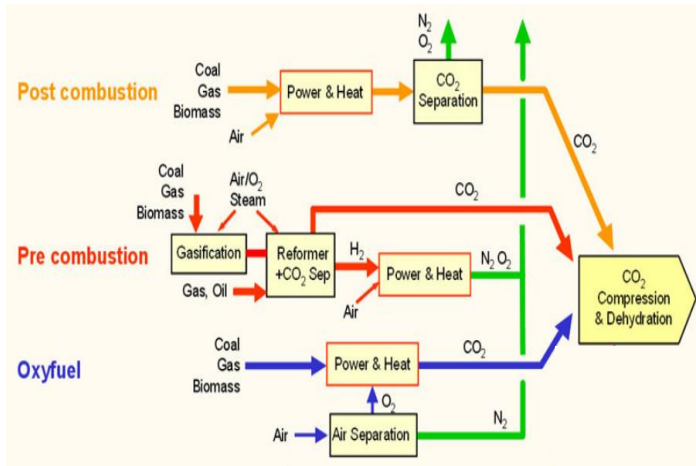 N₂
O₂
Post combustion
Coal
Gas
Biomass
Air
Power & Heat
CO₂
Separation
CO₂
Pre combustion
Coal
Gas
Biomass
Air/O₂
Steam
Gasification
Gas, Oil
Reformer
+CO₂ Sep
CO₂
H₂
Air
Power & Heat
N₂ O₂
CO₂
Compression
& Dehydration
Oxyfuel
Coal
Gas
Biomass
Power & Heat
CO₂
O₂
Air
Air Separation
N₂